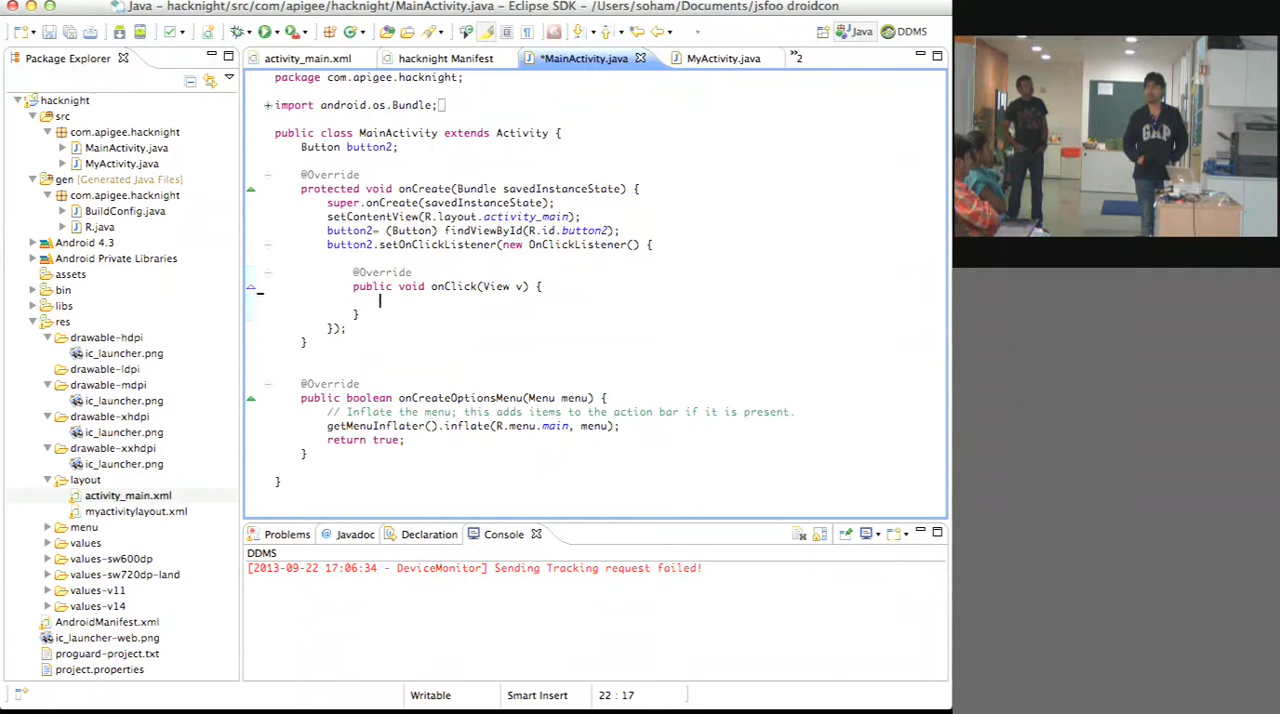 Java – hacknight/src/com/apigee/hacknight/MainActivity.java – Eclipse SDK – /Users/soham/Documents/jsfoo droidcon
Java
DDMS
Package Explorer
activity_main.xml
hacknight Manifest
*MainActivity.java
MyActivity.java
»2
hacknight
src
com.apigee.hacknight
MainActivity.java
MyActivity.java
gen [Generated Java Files]
com.apigee.hacknight
BuildConfig.java
R.java
Android 4.3
Android Private Libraries
assets
bin
libs
res
drawable-hdpi
ic_launcher.png
drawable-ldpi
drawable-mdpi
ic_launcher.png
drawable-xhdpi
ic_launcher.png
drawable-xxhdpi
ic_launcher.png
layout
activity_main.xml
myactivitylayout.xml
menu
values
values-sw600dp
values-sw720dp-land
values-v11
values-v14
AndroidManifest.xml
ic_launcher-web.png
proguard-project.txt
project.properties
package com.apigee.hacknight;
import android.os.Bundle;
public class MainActivity extends Activity {
Button button2;
@Override
protected void onCreate(Bundle savedInstanceState) {
super.onCreate(savedInstanceState);
setContentView(R.layout.activity_main);
button2= (Button) findViewById(R.id.button2);
button2.setOnClickListener(new OnClickListener() {
@Override
public void onClick(View v) {
}
});
}
@Override
public boolean onCreateOptionsMenu(Menu menu) {
// Inflate the menu; this adds items to the action bar if it is present.
getMenuInflater().inflate(R.menu.main, menu);
return true;
}
}
Problems
@ Javadoc
Declaration
Console
DDMS
[2013-09-22 17:06:34 - DeviceMonitor] Sending Tracking request failed!
Writable
Smart Insert
22 : 17
GAP